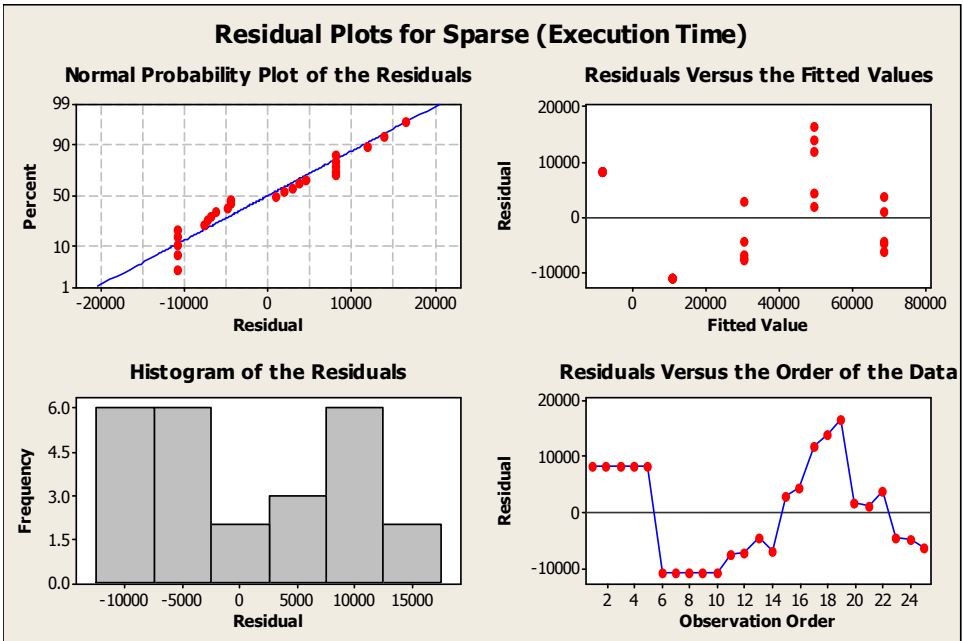 Residual Plots for Sparse (Execution Time)
Normal Probability Plot of the Residuals
99
90
50
10
1
Percent
-20000 -10000 0 10000 20000
Residual
Residuals Versus the Fitted Values
20000
10000
0
-10000
Residual
0 20000 40000 60000 80000
Fitted Value
Histogram of the Residuals
6.0
4.5
3.0
1.5
0.0
Frequency
-10000 -5000 0 5000 10000 15000
Residual
Residuals Versus the Order of the Data
20000
10000
0
-10000
Residual
2 4 6 8 10 12 14 16 18 20 22 24
Observation Order